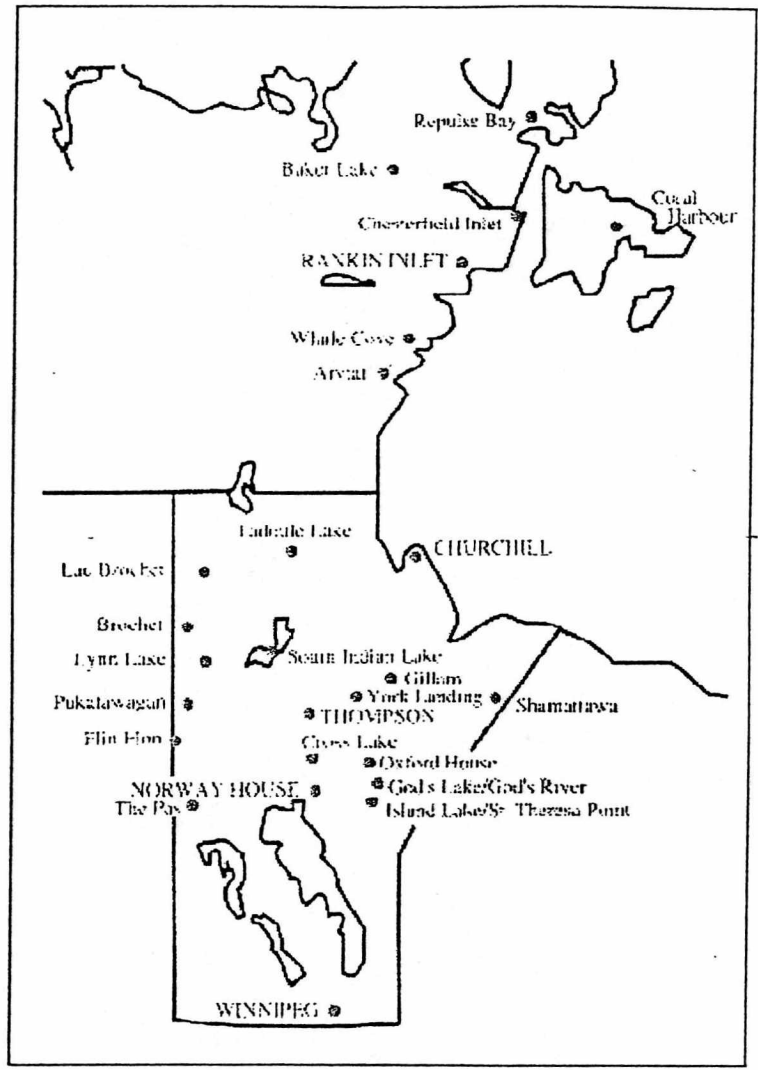 Repulse Bay
Baker Lake
Coral
Harbour
Chesterfield Inlet
RANKIN INLET
Whale Cove
Arviat
Tadoule Lake
CHURCHILL
Lac Brochet
Brochet
South Indian Lake
Lynn Lake
Gillam
Pukatawagan
York Landing
Shamattawa
THOMPSON
Flin Flon
Cross Lake
Oxford House
God's Lake/God's River
NORWAY HOUSE
The Pas
Island Lake/St. Theresa Point
WINNIPEG